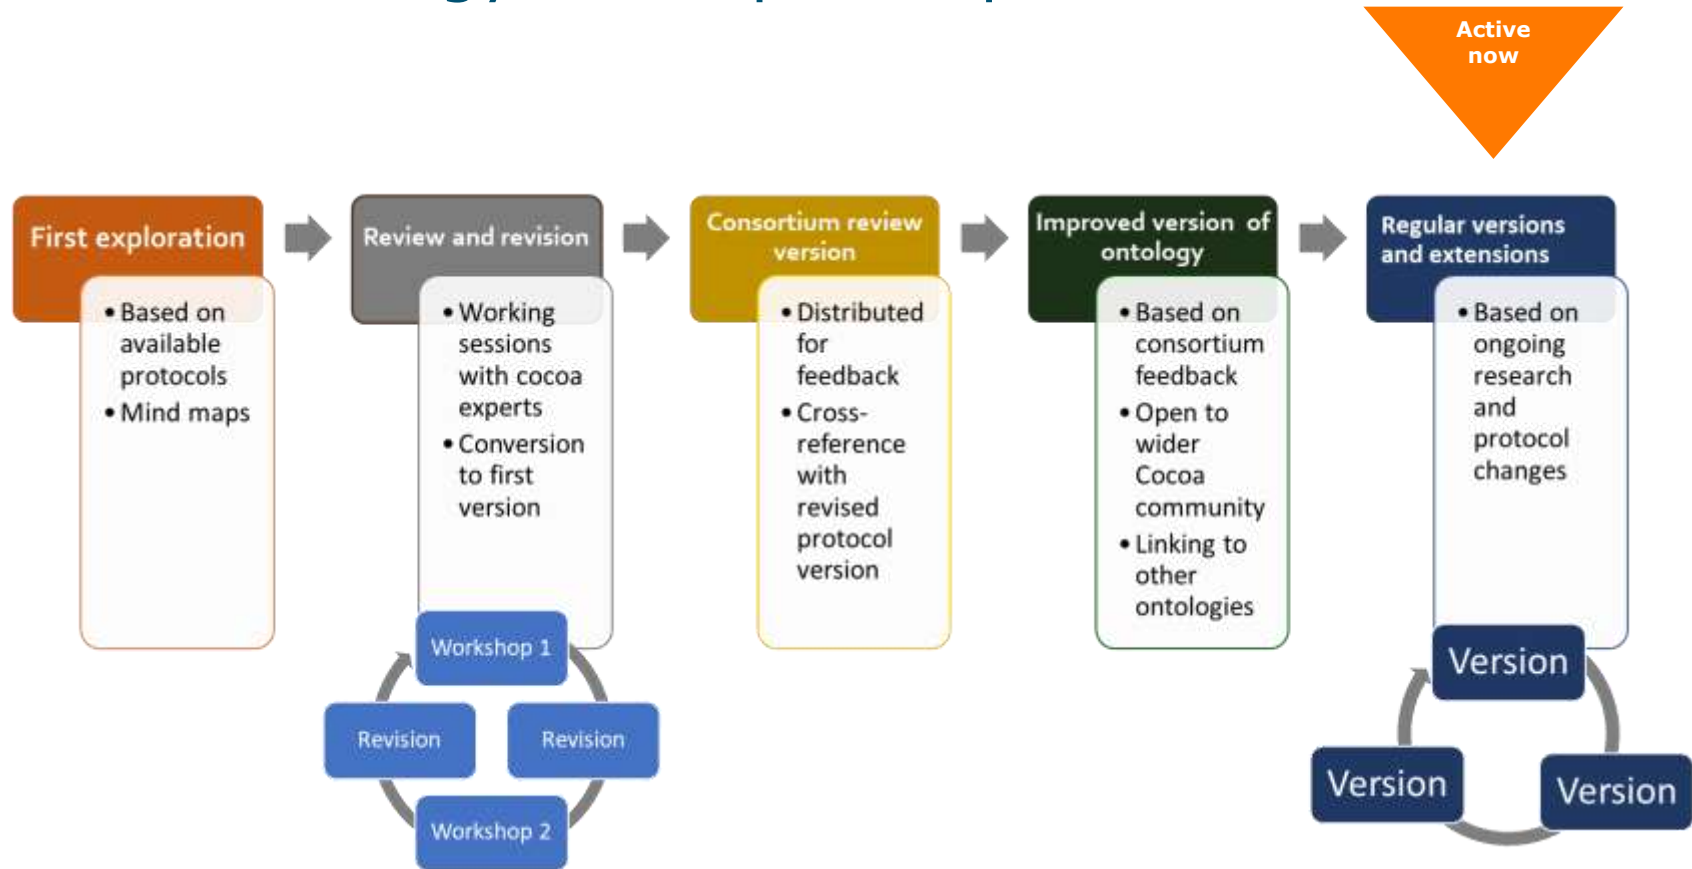 Active
now
First exploration
• Based on
available
protocols
• Mind maps
Review and revision
• Working
sessions
with cocoa
experts
• Conversion
to first
version
Workshop 1
Revision
Revision
Workshop 2
Consortium review
version
• Distributed
for
feedback
• Cross-
reference
with
revised
protocol
version
Improved version of
ontology
• Based on
consortium
feedback
• Open to
wider
Cocoa
community
• Linking to
other
ontologies
Regular versions
and extensions
• Based on
ongoing
research
and
protocol
changes
Version
Version
Version